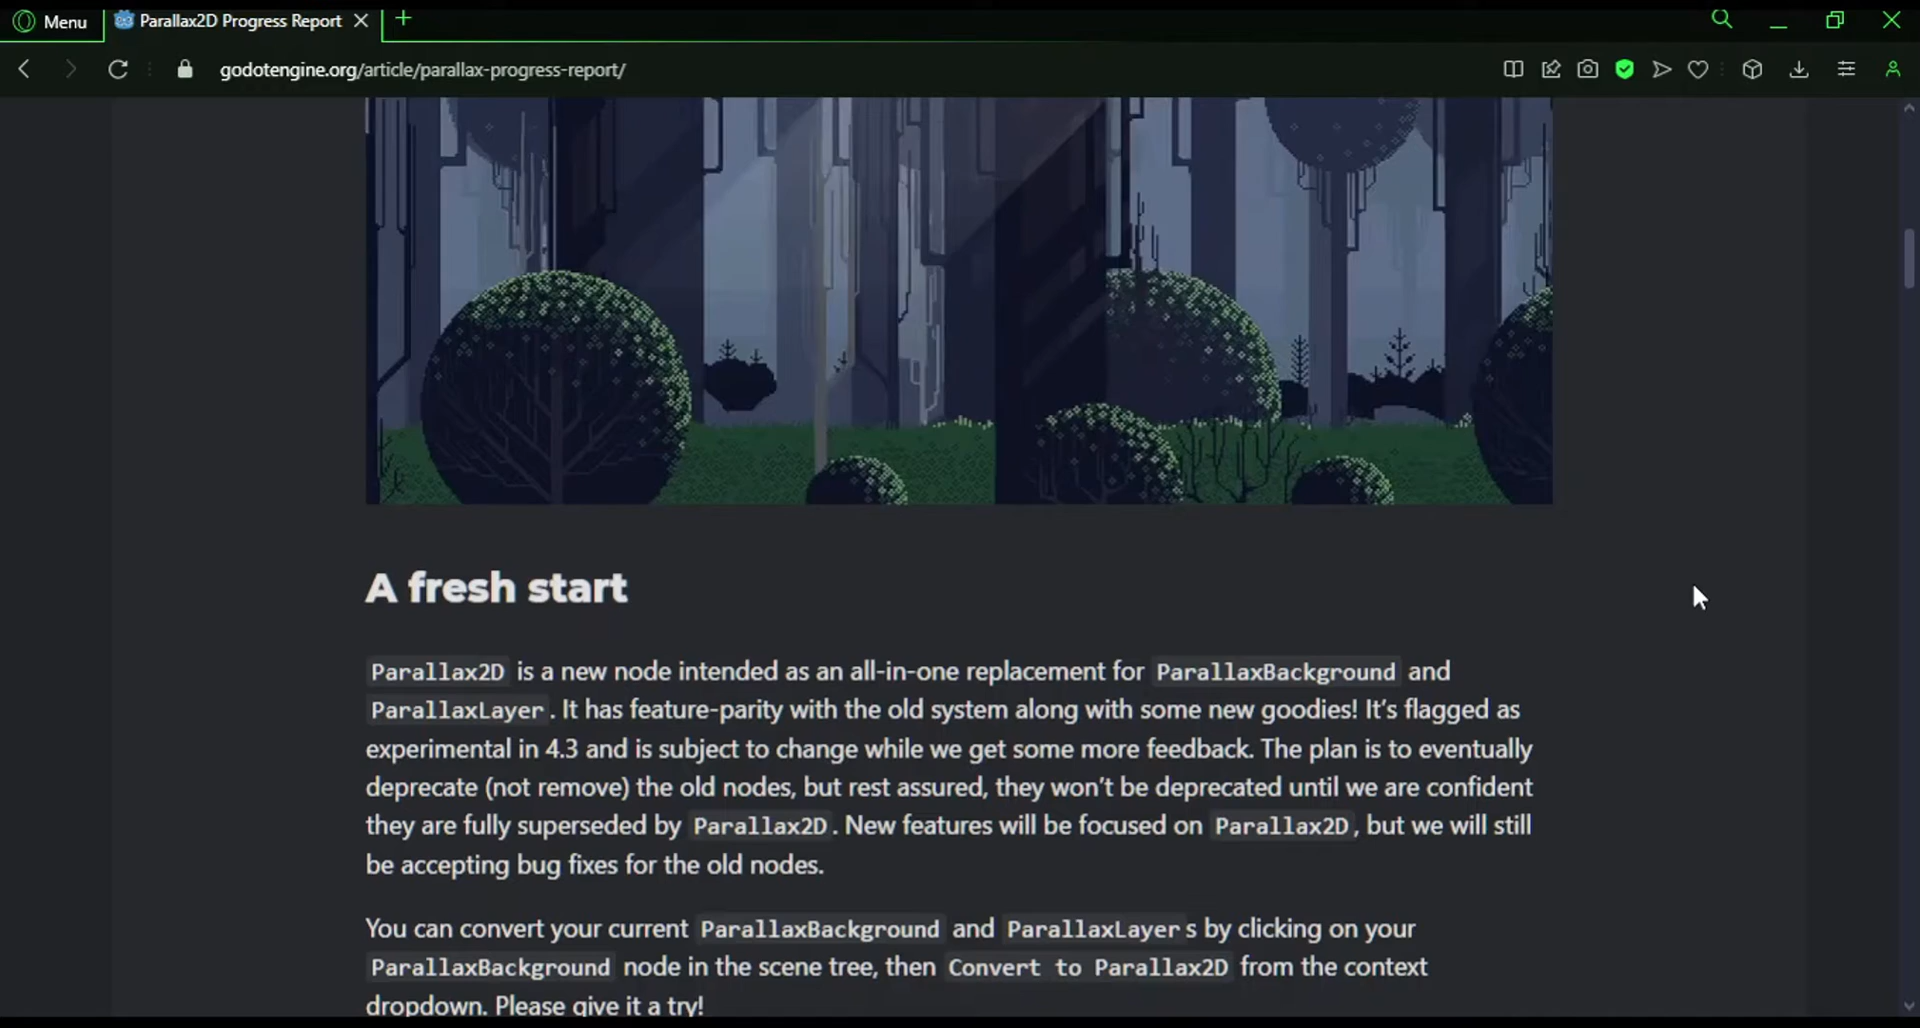 Menu
Parallax2D Progress Report
godotengine.org/article/parallax-progress-report/
A fresh start
Parallax2D is a new node intended as an all-in-one replacement for ParallaxBackground and
ParallaxLayer. It has feature-parity with the old system along with some new goodies! It's flagged as
experimental in 4.3 and is subject to change while we get some more feedback. The plan is to eventually
deprecate (not remove) the old nodes, but rest assured, they won't be deprecated until we are confident
they are fully superseded by Parallax2D. New features will be focused on Parallax2D, but we will still
be accepting bug fixes for the old nodes.
You can convert your current ParallaxBackground and ParallaxLayers by clicking on your
ParallaxBackground node in the scene tree, then Convert to Parallax2D from the context
dropdown. Please give it a try!